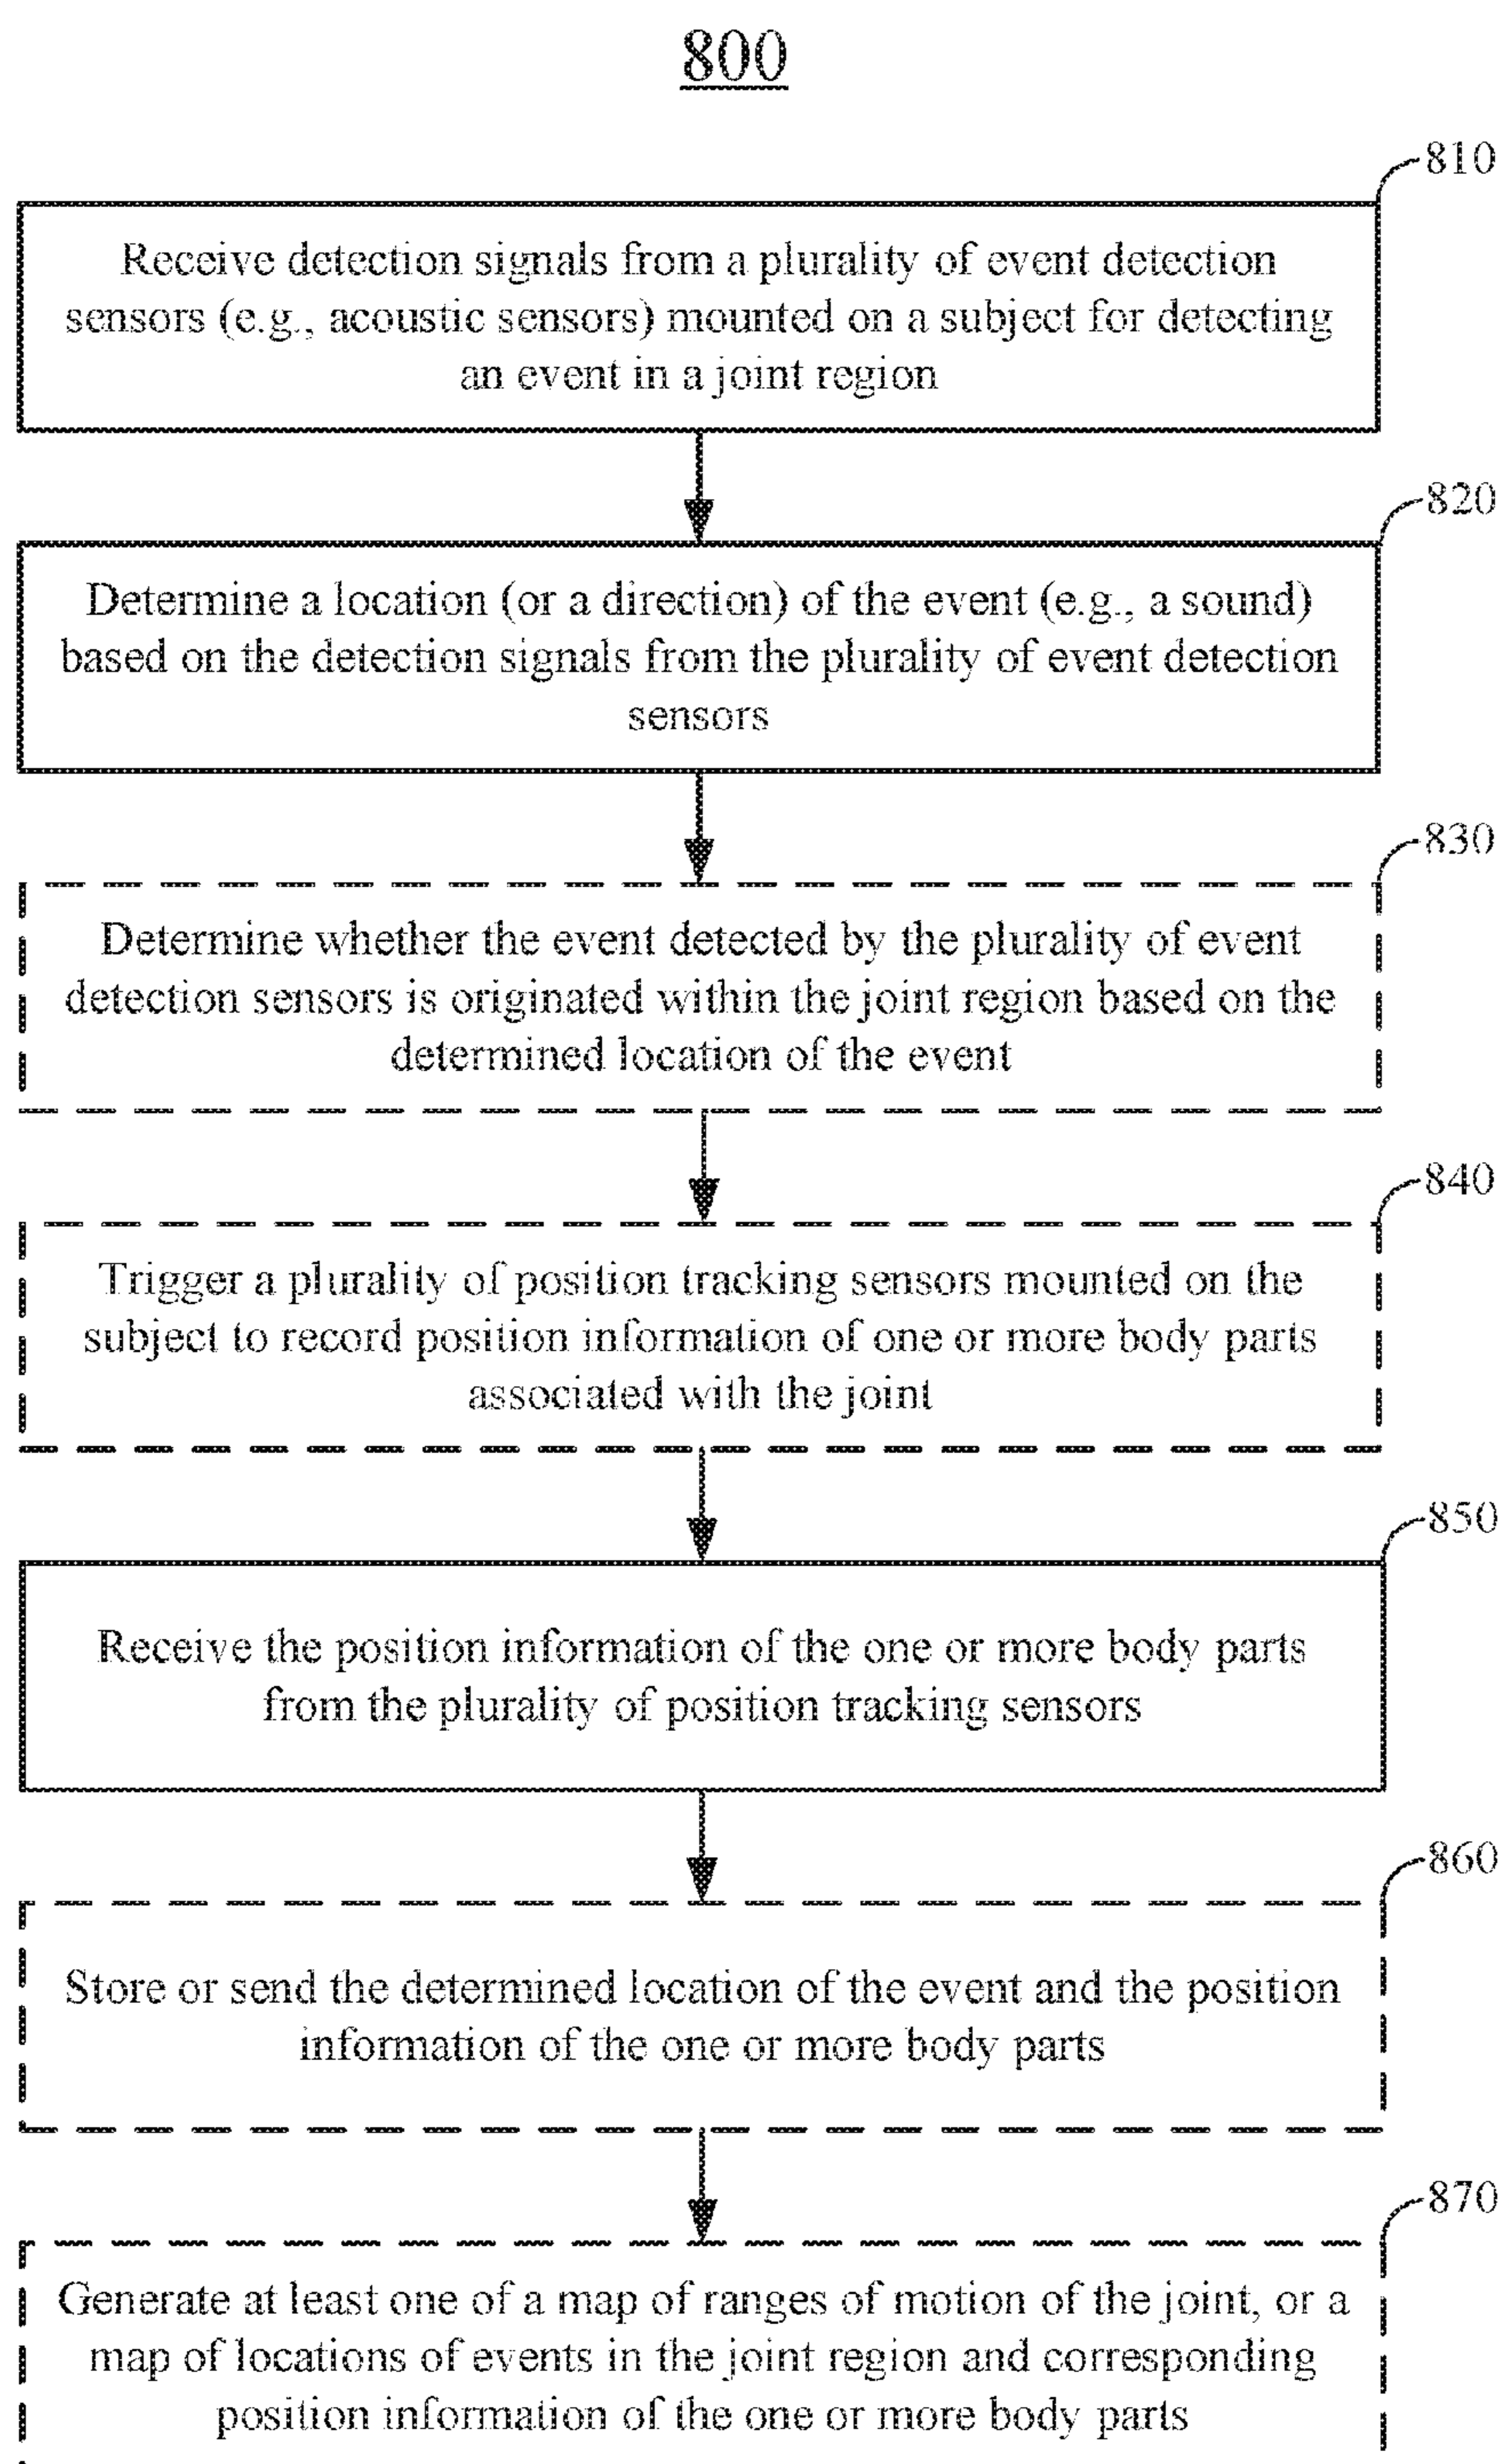 800
810
Receive detection signals from a plurality of event detection
sensors (e.g., acoustic sensors) mounted on a subject for detecting
an event in a joint region
820
Determine a location (or a direction) of the event (e.g., a sound)
based on the detection signals from the plurality of event detection
sensors
830
Determine whether the event detected by the plurality of event
detection sensors is originated within the joint region based on the
determined location of the event
840
Trigger a plurality of position tracking sensors mounted on the
subject to record position information of one or more body parts
associated with the joint
850
Receive the position information of the one or more body parts
from the plurality of position tracking sensors
860
Store or send the determined location of the event and the position
information of the one or more body parts
870
Generate at least one of a map of ranges of motion of the joint, or a
map of locations of events in the joint region and corresponding
position information of the one or more body parts